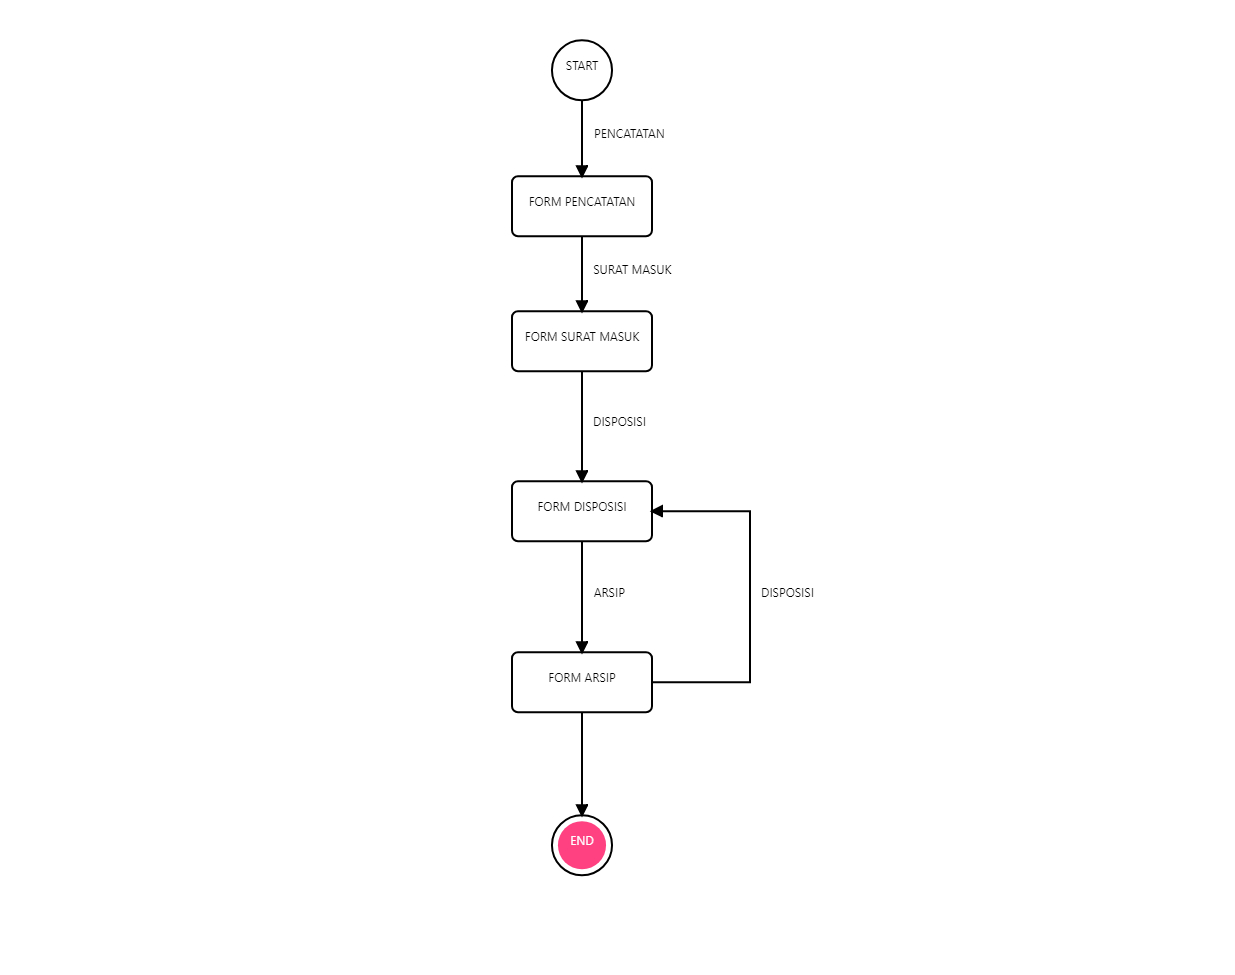 START
PENCATATAN
FORM PENCATATAN
SURAT MASUK
FORM SURAT MASUK
DISPOSISI
FORM DISPOSISI
ARSIP
DISPOSISI
FORM ARSIP
END